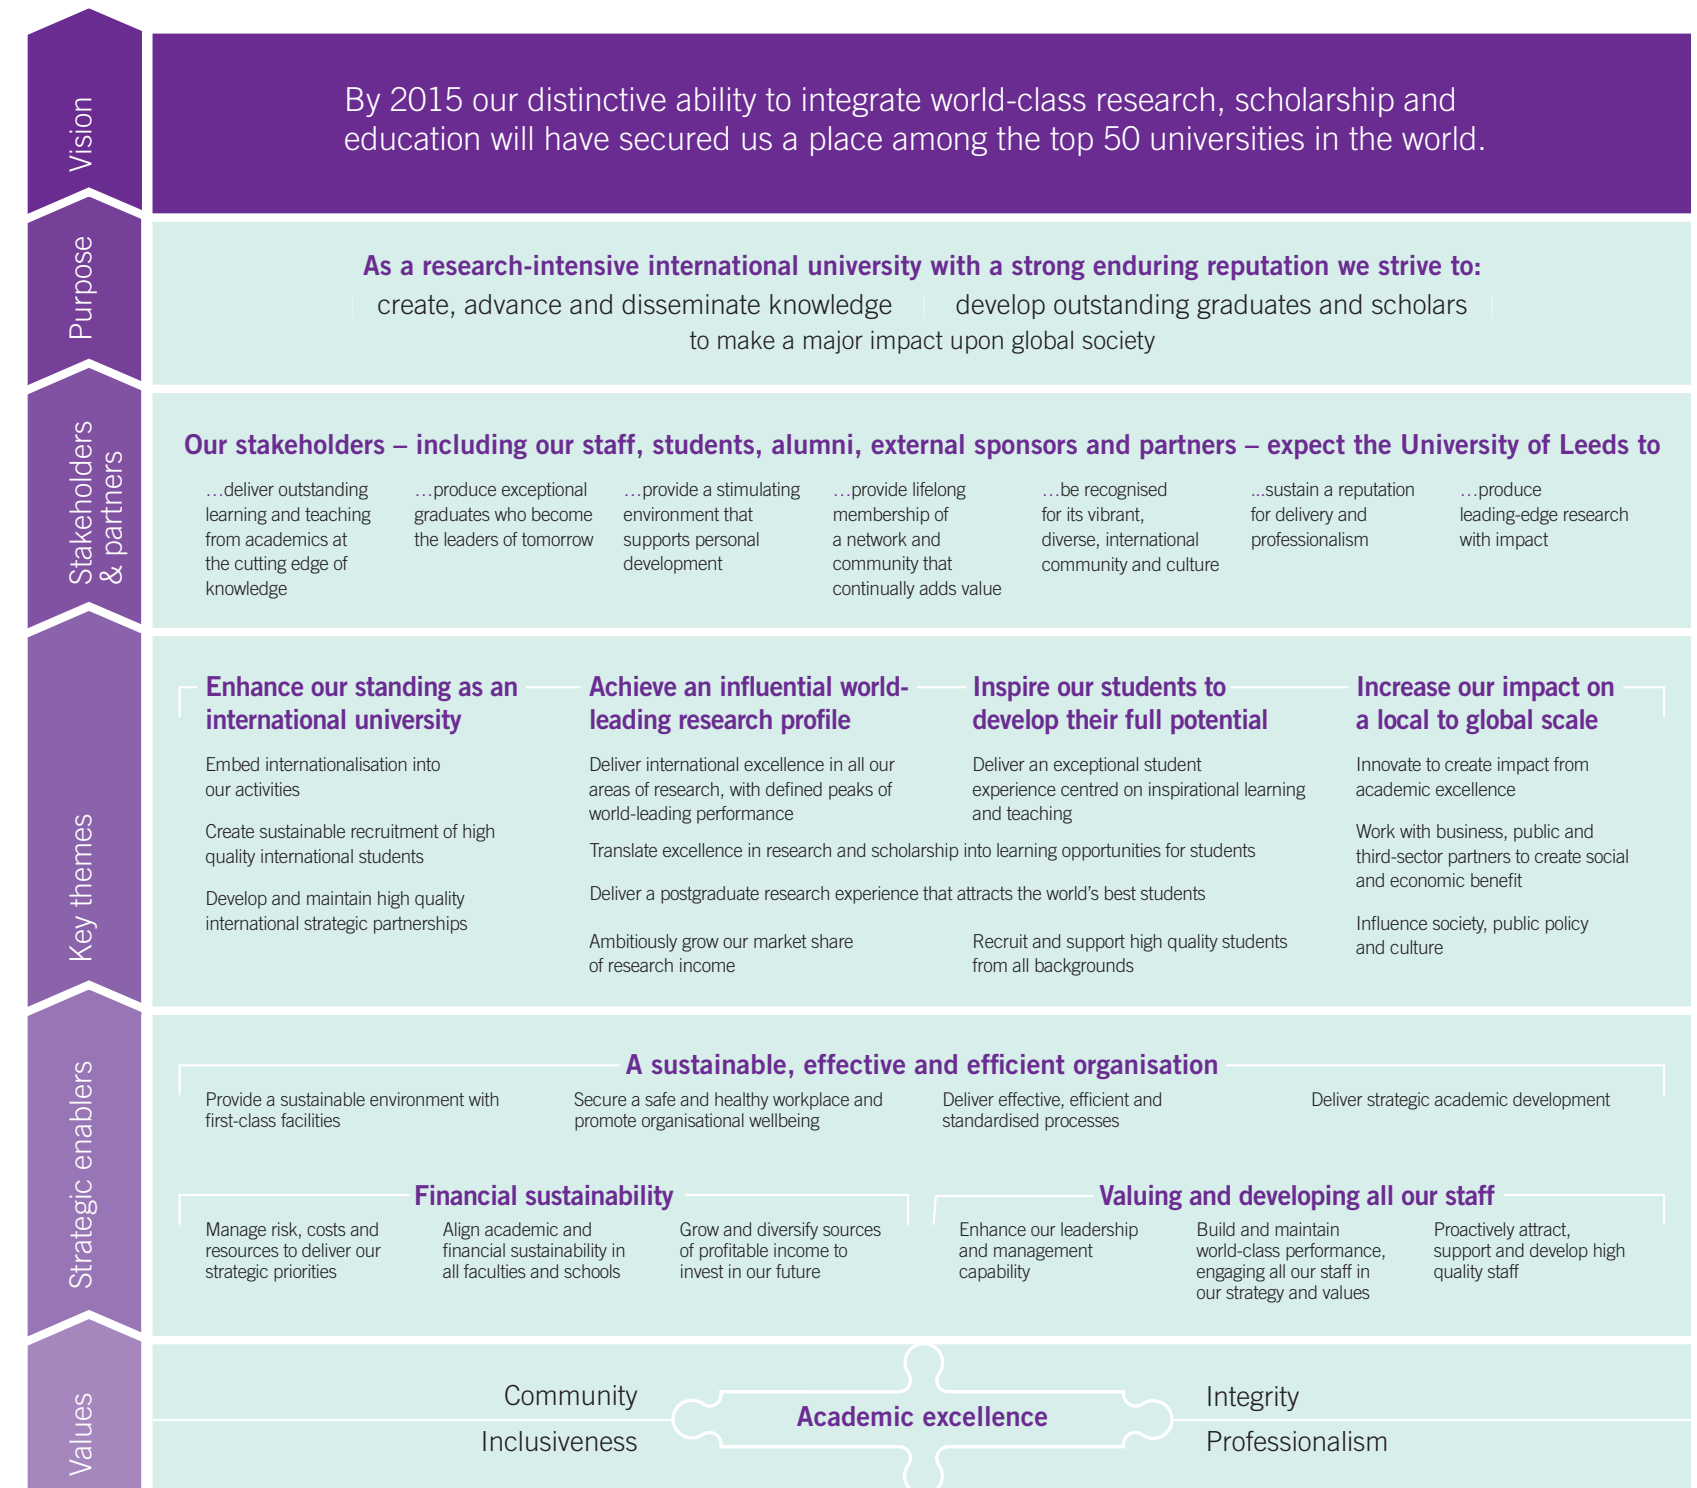 Vision
By 2015 our distinctive ability to integrate world-class research, scholarship and
education will have secured us a place among the top 50 universities in the world.
Purpose
As a research-intensive international university with a strong enduring reputation we strive to:
create, advance and disseminate knowledge
develop outstanding graduates and scholars
to make a major impact upon global society
Stakeholders
& partners
Our stakeholders – including our staff, students, alumni, external sponsors and partners – expect the University of Leeds to
…deliver outstanding
learning and teaching
from academics at
the cutting edge of
knowledge
…produce exceptional
graduates who become
the leaders of tomorrow
…provide a stimulating
environment that
supports personal
development
…provide lifelong
membership of
a network and
community that
continually adds value
…be recognised
for its vibrant,
diverse, international
community and culture
...sustain a reputation
for delivery and
professionalism
…produce
leading-edge research
with impact
Key themes
Enhance our standing as an
international university
Embed internationalisation into
our activities
Create sustainable recruitment of high
quality international students
Develop and maintain high quality
international strategic partnerships
Achieve an influential world-
leading research profile
Deliver international excellence in all our
areas of research, with defined peaks of
world-leading performance
Inspire our students to
develop their full potential
Deliver an exceptional student
experience centred on inspirational learning
and teaching
Translate excellence in research and scholarship into learning opportunities for students
Deliver a postgraduate research experience that attracts the world's best students
Ambitiously grow our market share
of research income
Recruit and support high quality students
from all backgrounds
Increase our impact on
a local to global scale
Innovate to create impact from
academic excellence
Work with business, public and
third-sector partners to create social
and economic benefit
Influence society, public policy
and culture
Strategic enablers
A sustainable, effective and efficient organisation
Provide a sustainable environment with
first-class facilities
Secure a safe and healthy workplace and
promote organisational wellbeing
Deliver effective, efficient and
standardised processes
Deliver strategic academic development
Financial sustainability
Manage risk, costs and
resources to deliver our
strategic priorities
Align academic and
financial sustainability in
all faculties and schools
Grow and diversify sources
of profitable income to
invest in our future
Valuing and developing all our staff
Enhance our leadership
and management
capability
Build and maintain
world-class performance,
engaging all our staff in
our strategy and values
Proactively attract,
support and develop high
quality staff
Values
Community
Inclusiveness
Academic excellence
Integrity
Professionalism